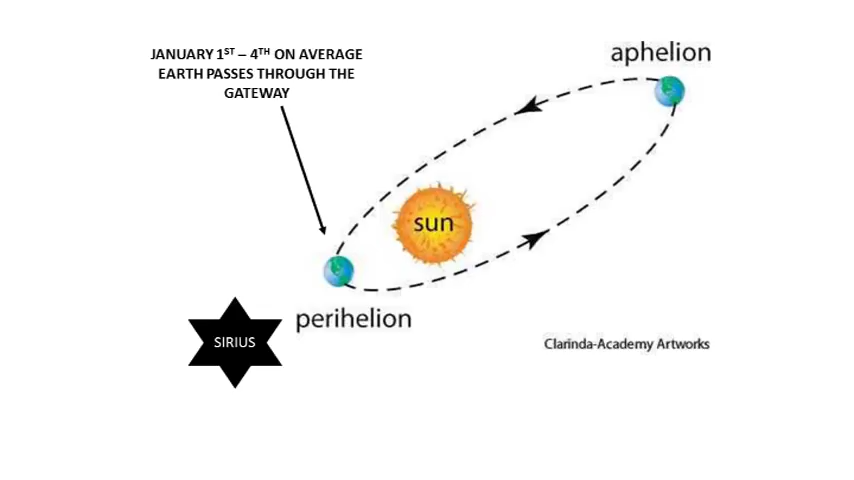 JANUARY 1ST – 4TH ON AVERAGE
EARTH PASSES THROUGH THE
GATEWAY
aphelion
sun
perihelion
SIRIUS
Clarinda-Academy Artworks